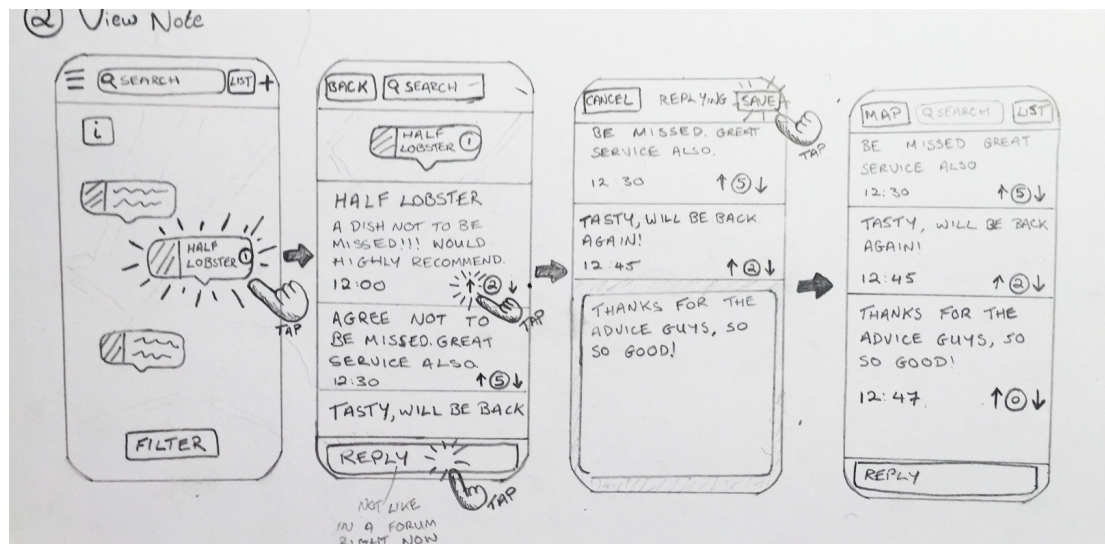 ② View Note
SEARCH LIST +
i
HALF
LOBSTER 1
TAP
FILTER
BACK SEARCH
HALF
LOBSTER 1
HALF LOBSTER
A DISH NOT TO BE
MISSED!!! WOULD
HIGHLY RECOMMEND.
12:00 ↑ 2 ↓
TAP
AGREE NOT TO
BE MISSED. GREAT
SERVICE ALSO.
12:30 ↑ 5 ↓
TASTY, WILL BE BACK
REPLY
TAP
NOT LIKE
IN A FORUM
RIGHT NOW
CANCEL REPLYING SAVE
TAP
BE MISSED. GREAT
SERVICE ALSO.
12:30 ↑ 5 ↓
TASTY, WILL BE BACK
AGAIN!
12:45 ↑ 2 ↓
THANKS FOR THE
ADVICE GUYS, SO
SO GOOD!
MAP SEARCH LIST
BE MISSED GREAT
SERVICE ALSO
12:30 ↑ 5 ↓
TASTY, WILL BE BACK
AGAIN!
12:45 ↑ 2 ↓
THANKS FOR THE
ADVICE GUYS, SO
SO GOOD!
12:47 ↑ 0 ↓
REPLY